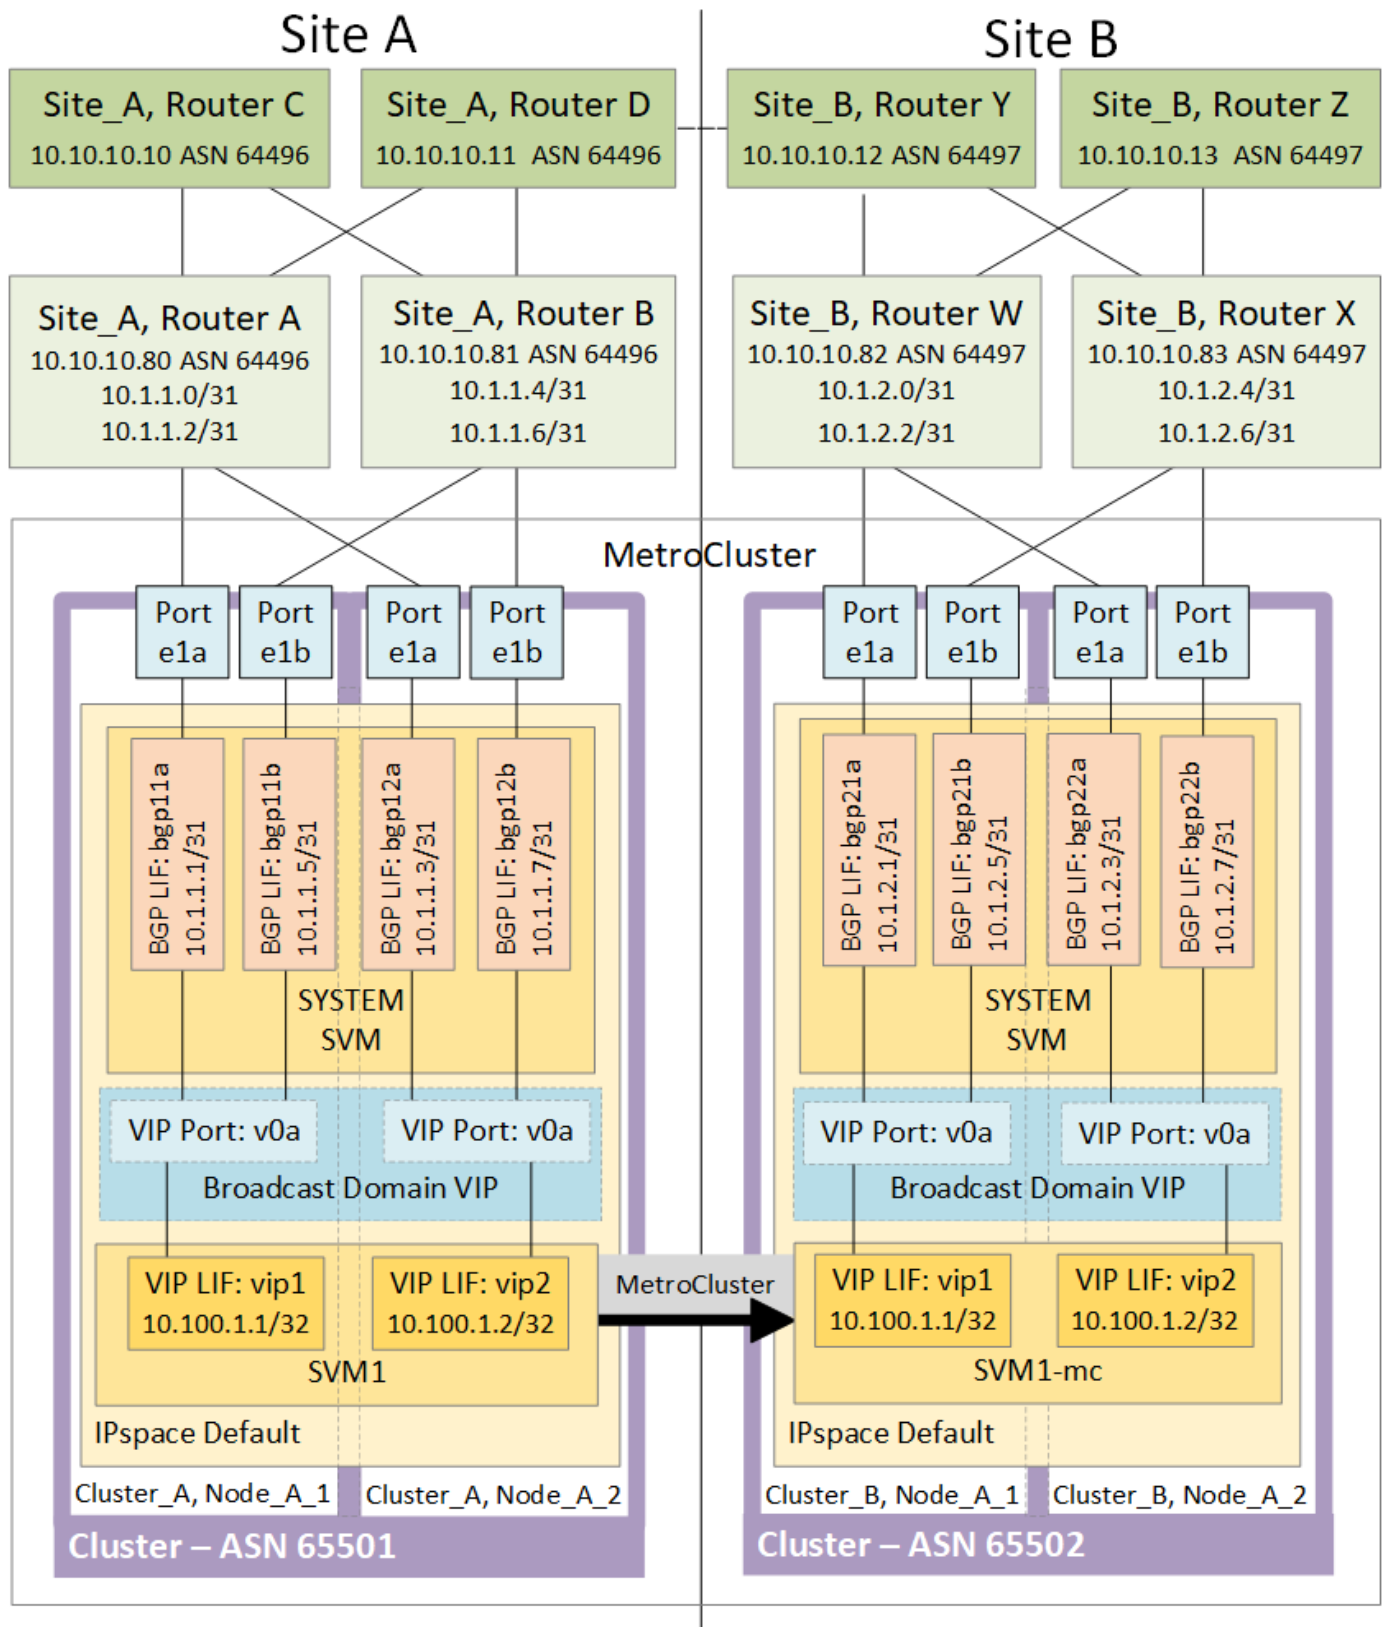 Site A
Site B
Site_A, Router C
10.10.10.10 ASN 64496
Site_A, Router D
10.10.10.11 ASN 64496
Site_B, Router Y
10.10.10.12 ASN 64497
Site_B, Router Z
10.10.10.13 ASN 64497
Site_A, Router A
10.10.10.80 ASN 64496
10.1.1.0/31
10.1.1.2/31
Site_A, Router B
10.10.10.81 ASN 64496
10.1.1.4/31
10.1.1.6/31
Site_B, Router W
10.10.10.82 ASN 64497
10.1.2.0/31
10.1.2.2/31
Site_B, Router X
10.10.10.83 ASN 64497
10.1.2.4/31
10.1.2.6/31
MetroCluster
Port
e1a
Port
e1b
Port
e1a
Port
e1b
Port
e1a
Port
e1b
Port
e1a
Port
e1b
BGP LIF: bgp11a
10.1.1.1/31
BGP LIF: bgp11b
10.1.1.5/31
BGP LIF: bgp12a
10.1.1.3/31
BGP LIF: bgp12b
10.1.1.7/31
BGP LIF: bgp21a
10.1.2.1/31
BGP LIF: bgp21b
10.1.2.5/31
BGP LIF: bgp22a
10.1.2.3/31
BGP LIF: bgp22b
10.1.2.7/31
SYSTEM
SVM
SYSTEM
SVM
VIP Port: v0a
VIP Port: v0a
Broadcast Domain VIP
VIP Port: v0a
VIP Port: v0a
Broadcast Domain VIP
VIP LIF: vip1
10.100.1.1/32
VIP LIF: vip2
10.100.1.2/32
SVM1
MetroCluster
VIP LIF: vip1
10.100.1.1/32
VIP LIF: vip2
10.100.1.2/32
SVM1-mc
IPspace Default
IPspace Default
Cluster_A, Node_A_1
Cluster_A, Node_A_2
Cluster_B, Node_A_1
Cluster_B, Node_A_2
Cluster – ASN 65501
Cluster – ASN 65502